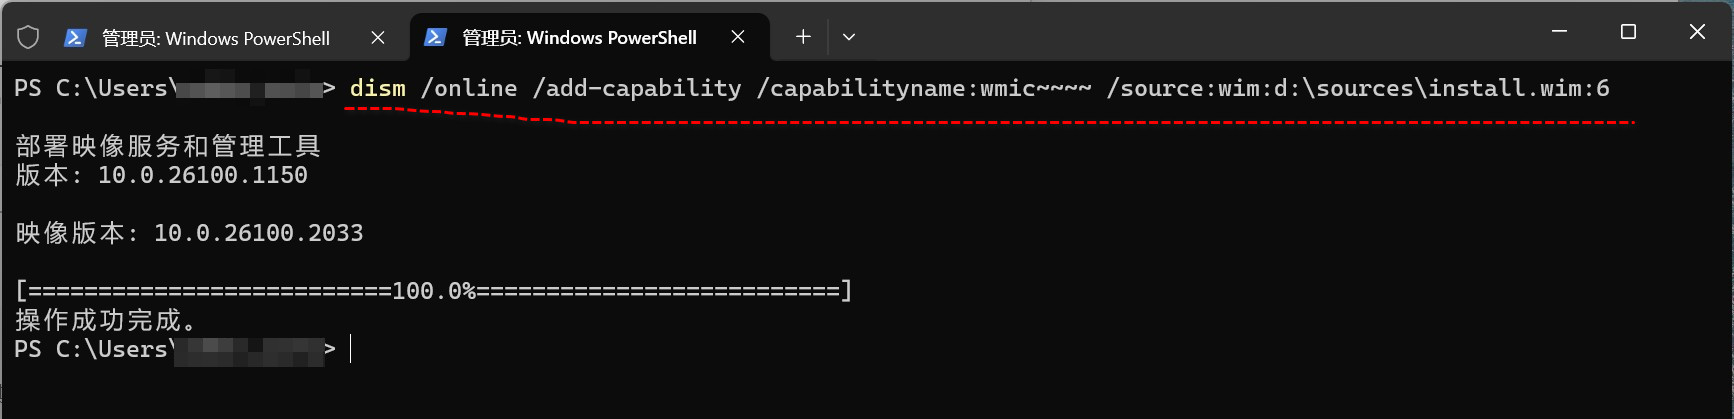 管理员: Windows PowerShell
管理员: Windows PowerShell
PS C:\Users\> dism /online /add-capability /capabilityname:wmic~~~~ /source:wim:d:\sources\install.wim:6
部署映像服务和管理工具
版本: 10.0.26100.1150
映像版本: 10.0.26100.2033
[==========================100.0%==========================]
操作成功完成。
PS C:\Users\>